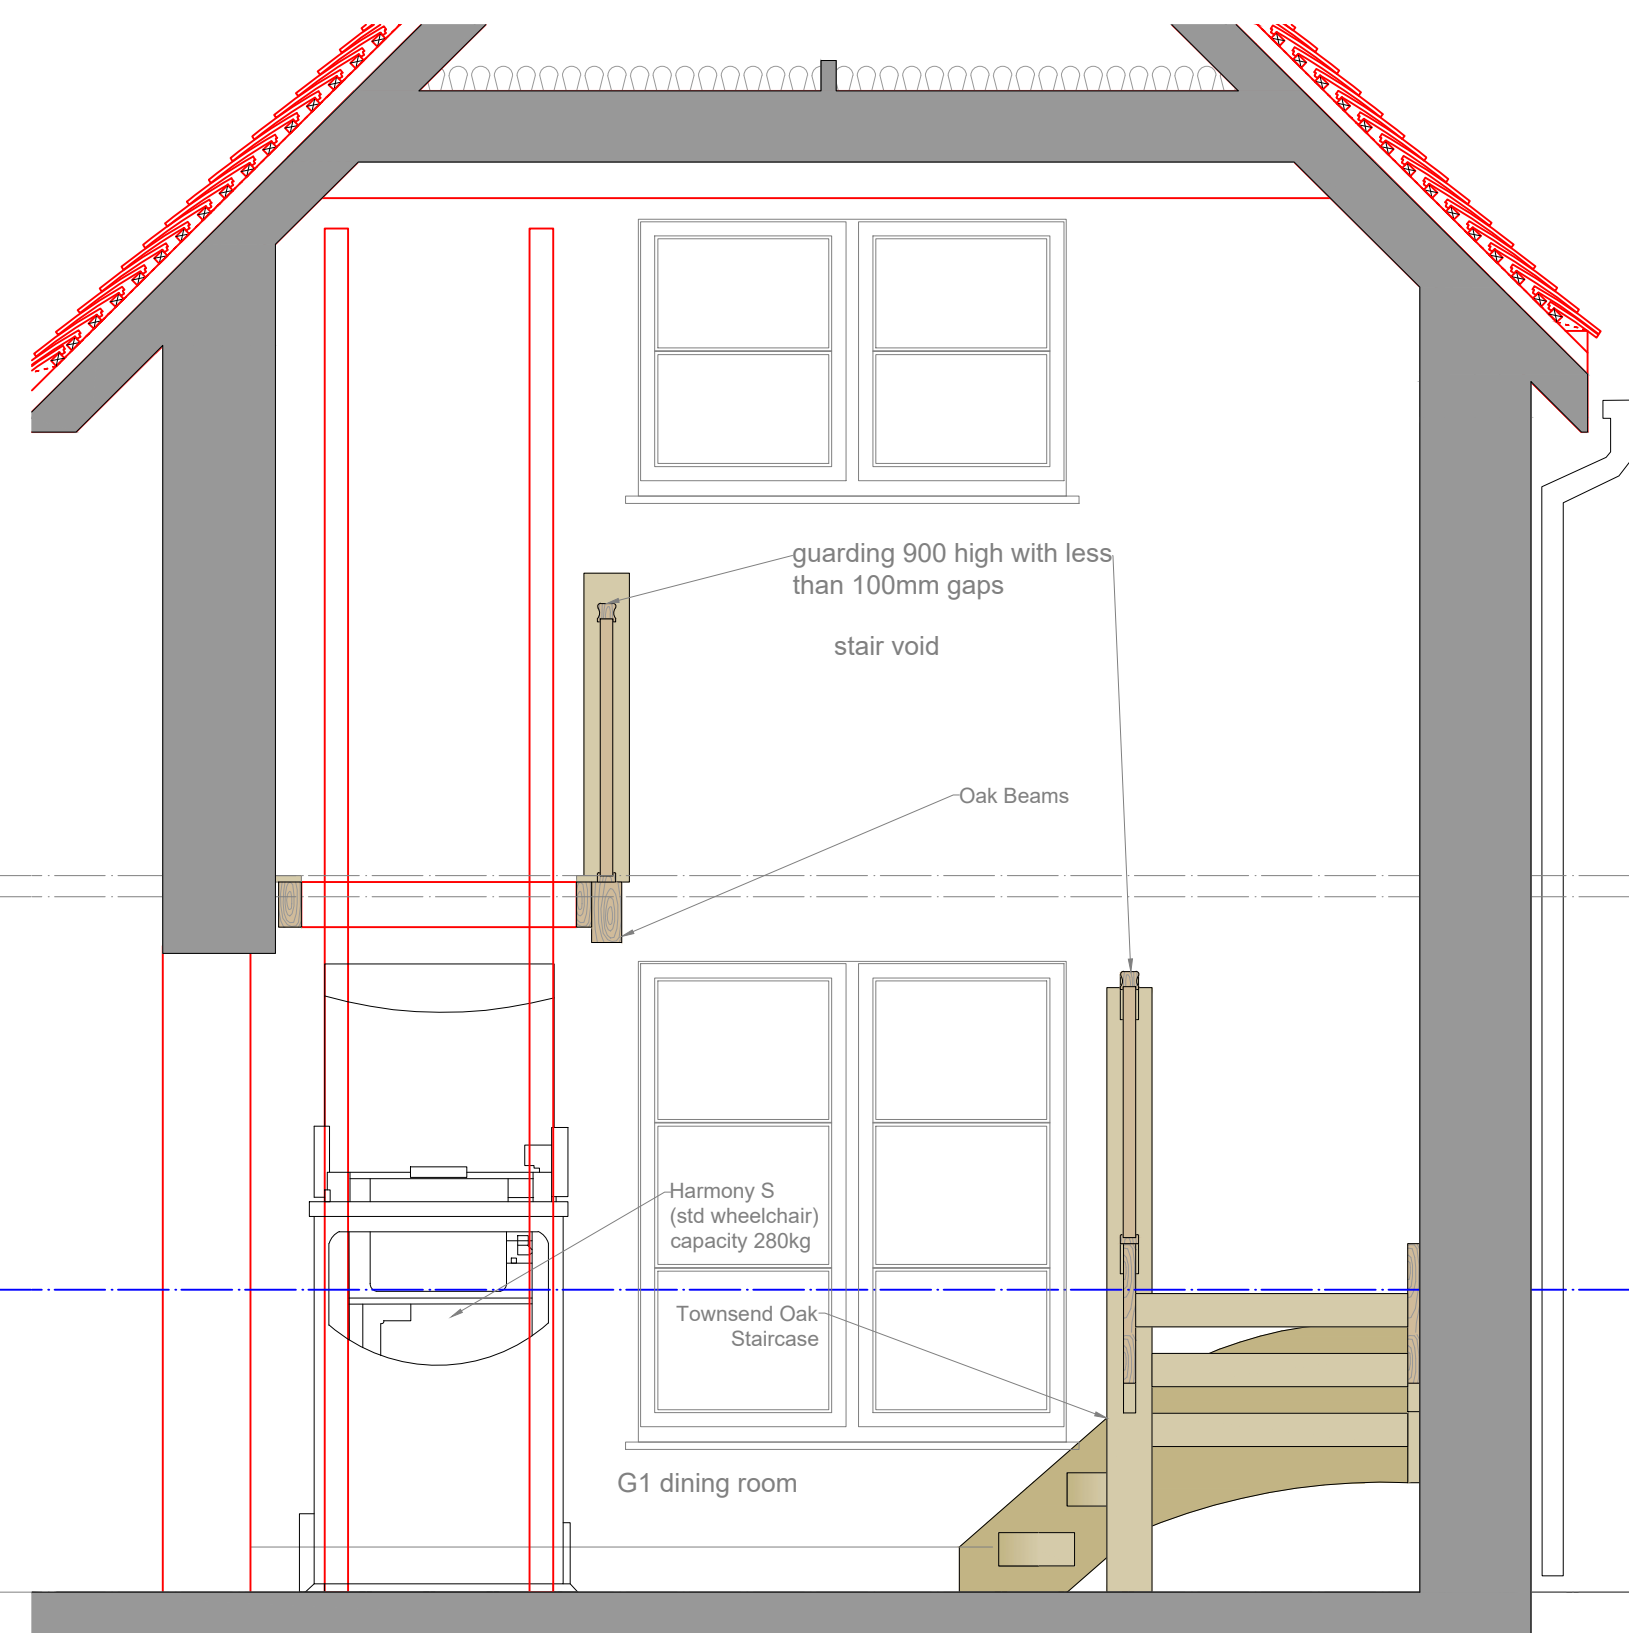 guarding 900 high with less
than 100mm gaps
stair void
Oak Beams
Harmony S
(std wheelchair)
capacity 280kg
Townsend Oak
Staircase
G1 dining room